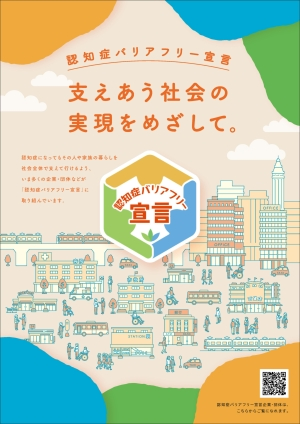 認知症バリアフリー宣言
支えあう社会の
実現をめざして。
認知症になってもその人や家族の暮らしを
社会全体で支えて行けるよう、
いま多くの企業・団体などが
「認知症バリアフリー宣言」に
取り組んでいます。
認知症バリアフリー
宣言
認知症バリアフリー宣言企業・団体は、
こちらからご覧になれます。